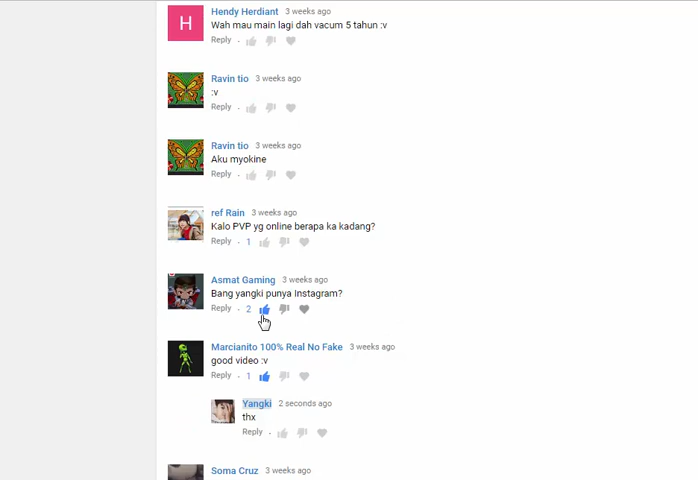 H
Hendy Herdiant 3 weeks ago
Wah mau main lagi dah vacum 5 tahun :v
Reply
Ravin tio 3 weeks ago
:v
Reply
Ravin tio 3 weeks ago
Aku myokine
Reply
ref Rain 3 weeks ago
Kalo PVP yg online berapa ka kadang?
Reply 1
Asmat Gaming 3 weeks ago
Bang yangki punya Instagram?
Reply 2
Marcianito 100% Real No Fake 3 weeks ago
good video :v
Reply 1
Yangki 2 seconds ago
thx
Reply
Soma Cruz 3 weeks ago